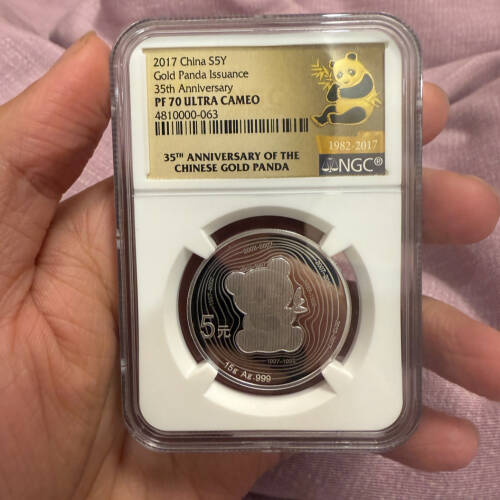 2017 China S5Y
Gold Panda Issuance
35th Anniversary
PF 70 ULTRA CAMEO
4810000-063
35TH ANNIVERSARY OF THE
CHINESE GOLD PANDA
1982-2017
NGC®
5元
15g Ag.999